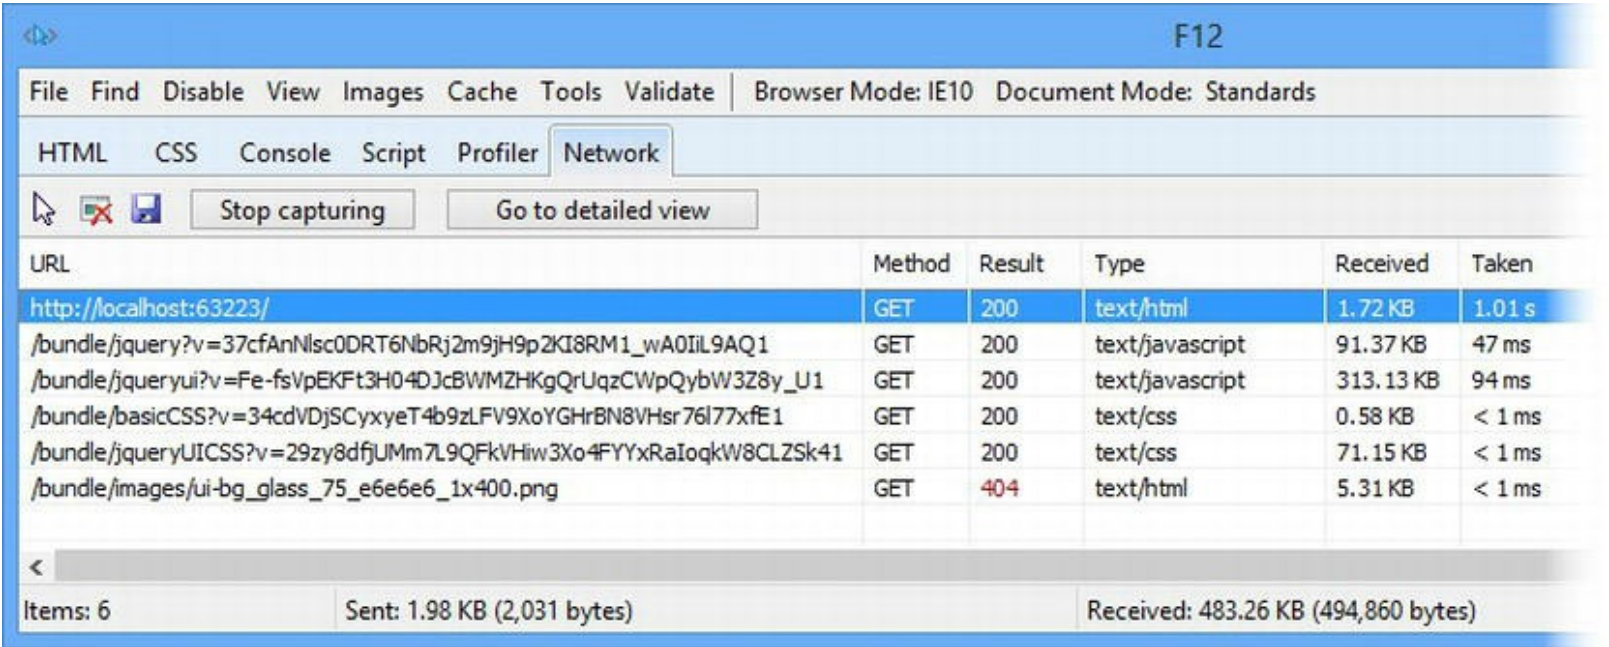 F12
File Find Disable View Images Cache Tools Validate Browser Mode: IE10 Document Mode: Standards
HTML CSS Console Script Profiler Network
Stop capturing Go to detailed view
URL Method Result Type Received Taken
http://localhost:63223/ GET 200 text/html 1.72 KB 1.01 s
/bundle/jquery?v=37cfAnNlsc0DRT6NbRj2m9jH9p2KI8RM1_wA0IiL9AQ1 GET 200 text/javascript 91.37 KB 47 ms
/bundle/jqueryui?v=Fe-fsVpEKFt3H04DJcBWMZHKgQrUqzCWpQybW3Z8y_U1 GET 200 text/javascript 313.13 KB 94 ms
/bundle/basicCSS?v=34cdVDjSCyxyeT4b9zLFV9XoYGHrBN8VHsr76l77xfE1 GET 200 text/css 0.58 KB < 1 ms
/bundle/jqueryUICSS?v=29zy8dfjUMm7L9QFkVHiw3Xo4FYYxRaIoqkW8CLZSk41 GET 200 text/css 71.15 KB < 1 ms
/bundle/images/ui-bg_glass_75_e6e6e6_1x400.png GET 404 text/html 5.31 KB < 1 ms
Items: 6 Sent: 1.98 KB (2,031 bytes) Received: 483.26 KB (494,860 bytes)